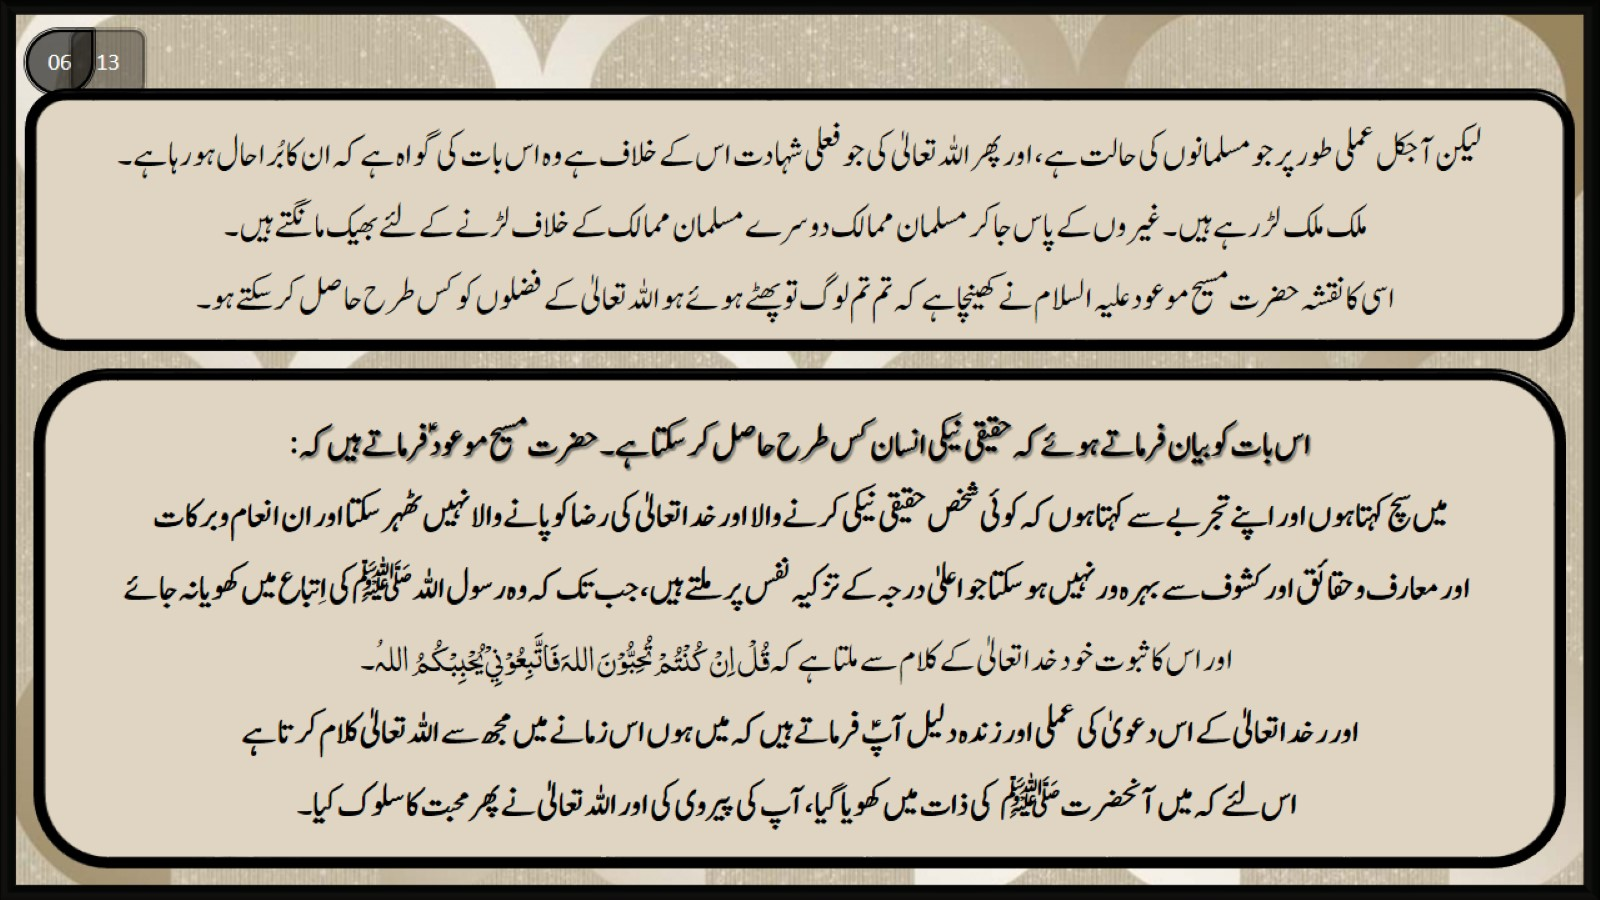 06 13
لیکن آجکل عملی طور پر جو مسلمانوں کی حالت ہے، اور پھر اللہ تعالیٰ کی جو فعلی شہادت اس کے خلاف ہے وہ اس بات کی گواہ ہے کہ ان کا بُرا حال ہو رہا ہے۔
ملک ملک لڑ رہے ہیں۔ غیروں کے پاس جا کر مسلمان ممالک دوسرے مسلمان ممالک کے خلاف لڑنے کے لئے بھیک مانگتے ہیں۔
اسی کا نقشہ حضرت مسیح موعود علیہ السلام نے کھینچا ہے کہ تم تم لوگ تو پھٹے ہوئے ہو اللہ تعالیٰ کے فضلوں کو کس طرح حاصل کر سکتے ہو۔
اس بات کو بیان فرماتے ہوئے کہ حقیقی نیکی انسان کس طرح حاصل کر سکتا ہے۔ حضرت مسیح موعودؑ فرماتے ہیں کہ:
میں سچ کہتا ہوں اور اپنے تجربے سے کہتا ہوں کہ کوئی شخص حقیقی نیکی کرنے والا اور خدا تعالیٰ کی رضا کو پانے والا نہیں ٹھہر سکتا اور ان انعام و برکات
اور معارف و حقائق اور کشوف سے بہرہ ور نہیں ہو سکتا جو اعلیٰ درجہ کے تزکیہ نفس پر ملتے ہیں، جب تک کہ وہ رسول اللہ ﷺ کی اِتباع میں کھویا نہ جائے
اور اس کا ثبوت خود خدا تعالیٰ کے کلام سے ملتا ہے کہ قُلْ اِنْ كُنْتُمْ تُحِبُّوْنَ اللہَ فَاتَّبِعُوْنِيْ يُحْبِبْكُمُ اللہُ۔
اور رخدا تعالیٰ کے اس دعویٰ کی عملی اور زندہ دلیل آپؑ فرماتے ہیں کہ میں ہوں اس زمانے میں مجھ سے اللہ تعالیٰ کلام کرتا ہے
اس لئے کہ میں آنحضرت ﷺ کی ذات میں کھویا گیا، آپ کی پیروی کی اور اللہ تعالیٰ نے پھر محبت کا سلوک کیا۔